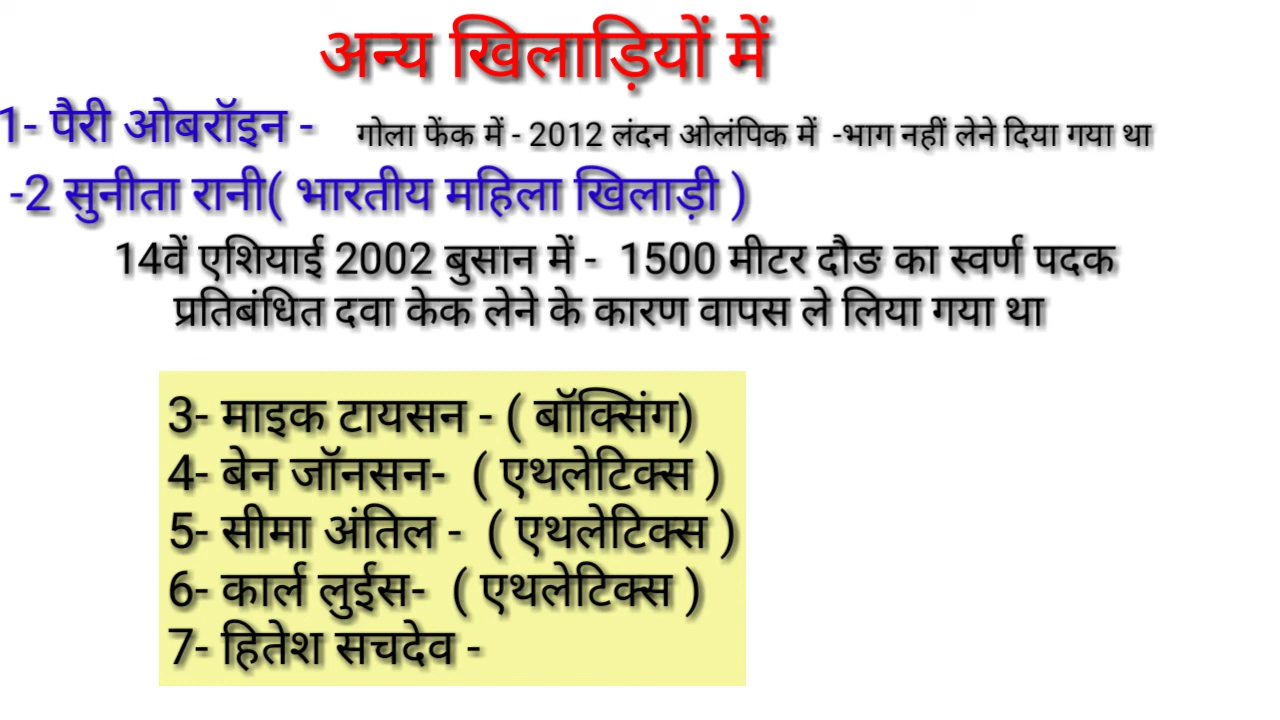 अन्य खिलाड़ियों में
1- पैरी ओबरॉइन - गोला फेंक में - 2012 लंदन ओलंपिक में -भाग नहीं लेने दिया गया था
-2 सुनीता रानी( भारतीय महिला खिलाड़ी )
14वें एशियाई 2002 बुसान में - 1500 मीटर दौङ का स्वर्ण पदक
प्रतिबंधित दवा केक लेने के कारण वापस ले लिया गया था
3- माइक टायसन - ( बॉक्सिंग)
4- बेन जॉनसन- ( एथलेटिक्स )
5- सीमा अंतिल - ( एथलेटिक्स )
6- कार्ल लुईस- ( एथलेटिक्स )
7- हितेश सचदेव -